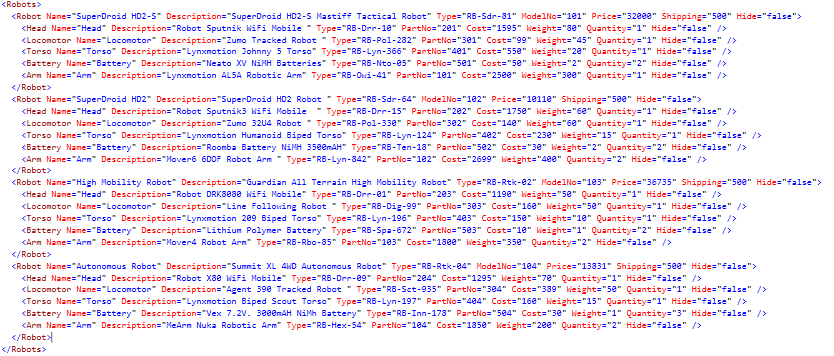 <Robots>
<Robot Name="SuperDroid HD2-S" Description="SuperDroid HD2-S Mastiff Tactical Robot" Type="RB-Sdr-81" ModelNo="101" Price="32000" Shipping="500" Hide="false">
<Head Name="Head" Description="Robot Sputnik WiFi Mobile " Type="RB-Drr-10" PartNo="201" Cost="1595" Weight="80" Quantity="1" Hide="false" />
<Locomotor Name="Locomotor" Description="Zumo Tracked Robot " Type="RB-Pol-282" PartNo="301" Cost="99" Weight="45" Quantity="1" Hide="false" />
<Torso Name="Torso" Description="Lynxmotion Johnny 5 Torso" Type="RB-Lyn-366" PartNo="401" Cost="550" Weight="20" Quantity="1" Hide="false" />
<Battery Name="Battery" Description="Neato XV NiMH Batteries" Type="RB-Nto-05" PartNo="501" Cost="50" Weight="2" Quantity="2" Hide="false" />
<Arm Name="Arm" Description="Lynxmotion AL5A Robotic Arm" Type="RB-Owi-41" PartNo="101" Cost="2500" Weight="300" Quantity="1" Hide="false" />
</Robot>
<Robot Name="SuperDroid HD2" Description="SuperDroid HD2 Robot " Type="RB-Sdr-64" ModelNo="102" Price="10110" Shipping="500" Hide="false">
<Head Name="Head" Description="Robot Sputnik3 WiFi Mobile  " Type="RB-Drr-15" PartNo="202" Cost="1750" Weight="60" Quantity="1" Hide="false" />
<Locomotor Name="Locomotor" Description="Zumo 32U4 Robot " Type="RB-Pol-330" PartNo="302" Cost="140" Weight="60" Quantity="1" Hide="false" />
<Torso Name="Torso" Description="Lynxmotion Humanoid Biped Torso" Type="RB-Lyn-124" PartNo="402" Cost="230" Weight="15" Quantity="1" Hide="false" />
<Battery Name="Battery" Description="Roomba Battery NiMH 3500mAH" Type="RB-Ten-18" PartNo="502" Cost="30" Weight="2" Quantity="2" Hide="false" />
<Arm Name="Arm" Description="Mover6 6DOF Robot Arm " Type="RB-Lyn-842" PartNo="102" Cost="2699" Weight="400" Quantity="2" Hide="false" />
</Robot>
<Robot Name="High Mobility Robot" Description="Guardian All Terrain High Mobility Robot" Type="RB-Rtk-02" ModelNo="103" Price="36735" Shipping="500" Hide="false">
<Head Name="Head" Description="Robot DRK8080 WiFi Mobile" Type="RB-Drr-01" PartNo="203" Cost="1190" Weight="50" Quantity="1" Hide="false" />
<Locomotor Name="Locomotor" Description="Line Following Robot " Type="RB-Dig-99" PartNo="303" Cost="160" Weight="50" Quantity="1" Hide="false" />
<Torso Name="Torso" Description="Lynxmotion 209 Biped Torso" Type="RB-Lyn-196" PartNo="403" Cost="150" Weight="10" Quantity="1" Hide="false" />
<Battery Name="Battery" Description="Lithium Polymer Battery" Type="RB-Spa-672" PartNo="503" Cost="10" Weight="1" Quantity="2" Hide="false" />
<Arm Name="Arm" Description="Mover4 Robot Arm" Type="RB-Rbo-85" PartNo="103" Cost="1800" Weight="350" Quantity="2" Hide="false" />
</Robot>
<Robot Name="Autonomous Robot" Description="Summit XL 4WD Autonomous Robot" Type="RB-Rtk-04" ModelNo="104" Price="13831" Shipping="500" Hide="false">
<Head Name="Head" Description="Robot X80 WiFi Mobile" Type="RB-Drr-09" PartNo="204" Cost="1295" Weight="70" Quantity="1" Hide="false" />
<Locomotor Name="Locomotor" Description="Agent 390 Tracked Robot " Type="RB-Sct-935" PartNo="304" Cost="389" Weight="50" Quantity="1" Hide="false" />
<Torso Name="Torso" Description="Lynxmotion Biped Scout Torso" Type="RB-Lyn-197" PartNo="404" Cost="160" Weight="15" Quantity="1" Hide="false" />
<Battery Name="Battery" Description="Vex 7.2V. 3000mAH NiMh Battery" Type="RB-Inn-178" PartNo="504" Cost="30" Weight="1" Quantity="3" Hide="false" />
<Arm Name="Arm" Description="MeArm Nuka Robotic Arm" Type="RB-Hex-54" PartNo="104" Cost="1850" Weight="200" Quantity="2" Hide="false" />
</Robot>
</Robots>